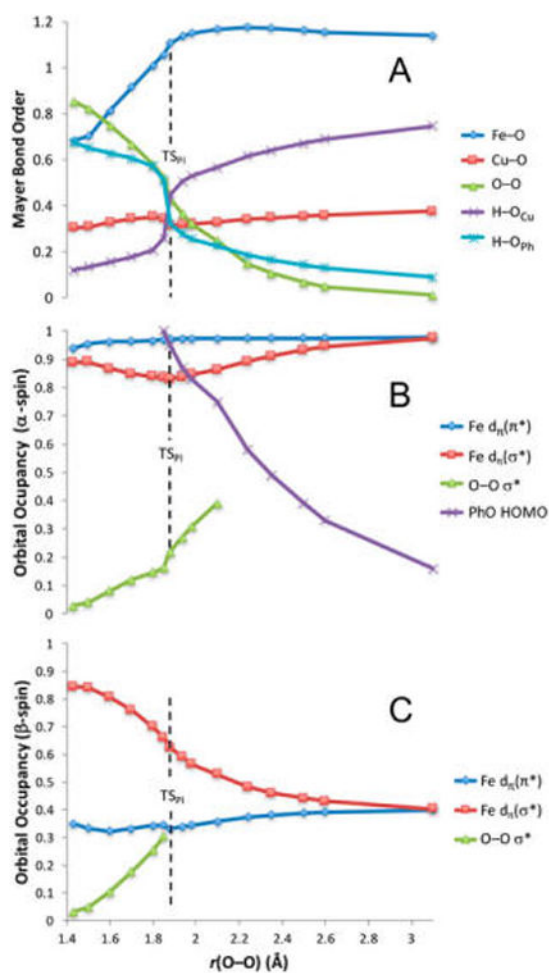 A
Mayer Bond Order
1.2
1
0.8
0.6
0.4
0.2
0
TSPI
Fe–O
Cu–O
O–O
H–OCu
H–OPh
B
Orbital Ocupancy (α-spin)
1
0.9
0.8
0.7
0.6
0.5
0.4
0.3
0.2
0.1
0
TSPI
Fe dπ(π*)
Fe dπ(σ*)
O–O σ*
PhO HOMO
C
Orbital Occupancy (β-spin)
1
0.9
0.8
0.7
0.6
0.5
0.4
0.3
0.2
0.1
0
TSPI
Fe dπ(π*)
Fe dπ(σ*)
O–O σ*
1.4 1.6 1.8 2 2.2 2.4 2.6 2.8 3
r(O–O) (Å)